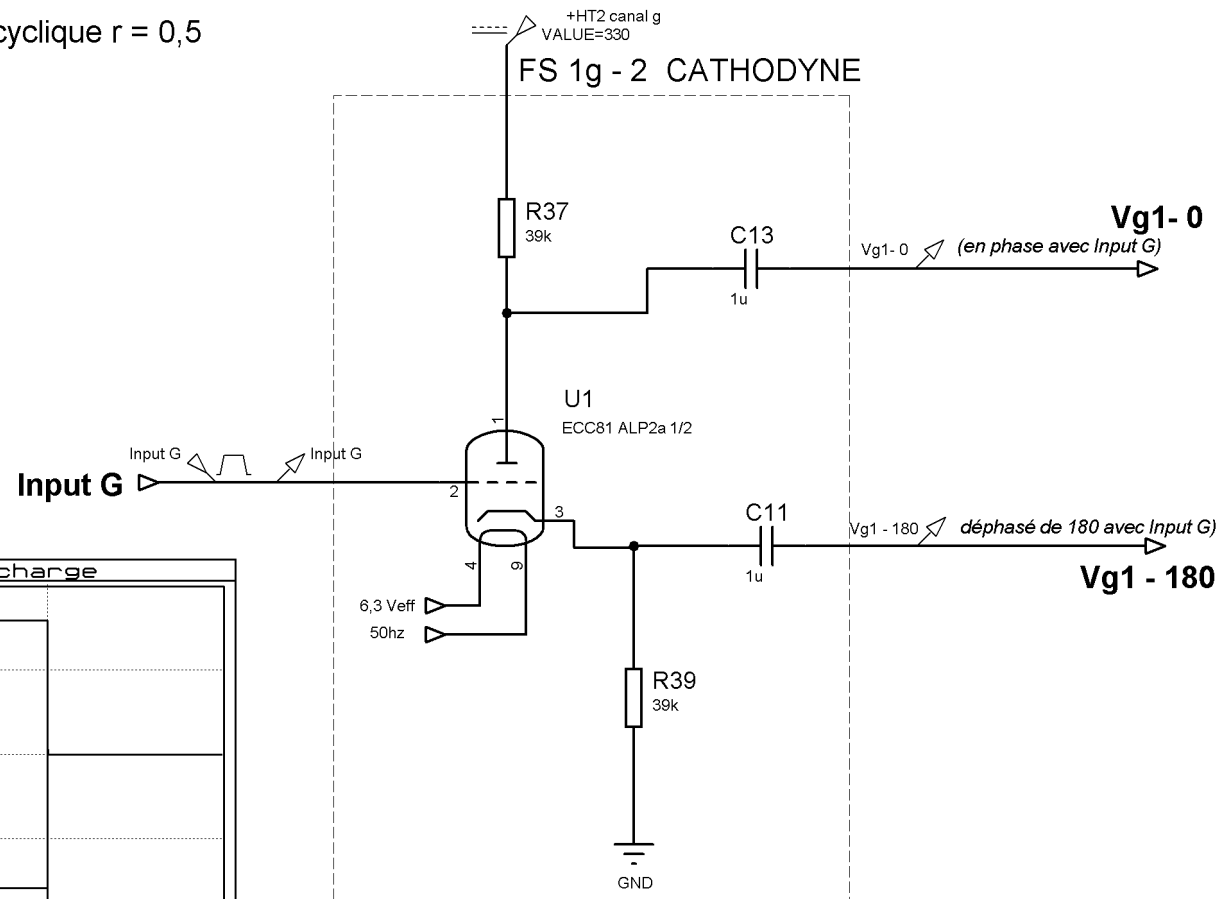 cyclique r = 0,5
+HT2 canal g
VALUE=330
FS 1g - 2 CATHODYNE
R37
39k
C13
1u
Vg1- 0
Vg1- 0
(en phase avec Input G)
U1
ECC81 ALP2a 1/2
1
Input G
Input G
Input G
2
3
C11
1u
Vg1 - 180
déphasé de 180 avec Input G)
Vg1 - 180
4
9
6,3 Veff
50hz
charge
R39
39k
GND